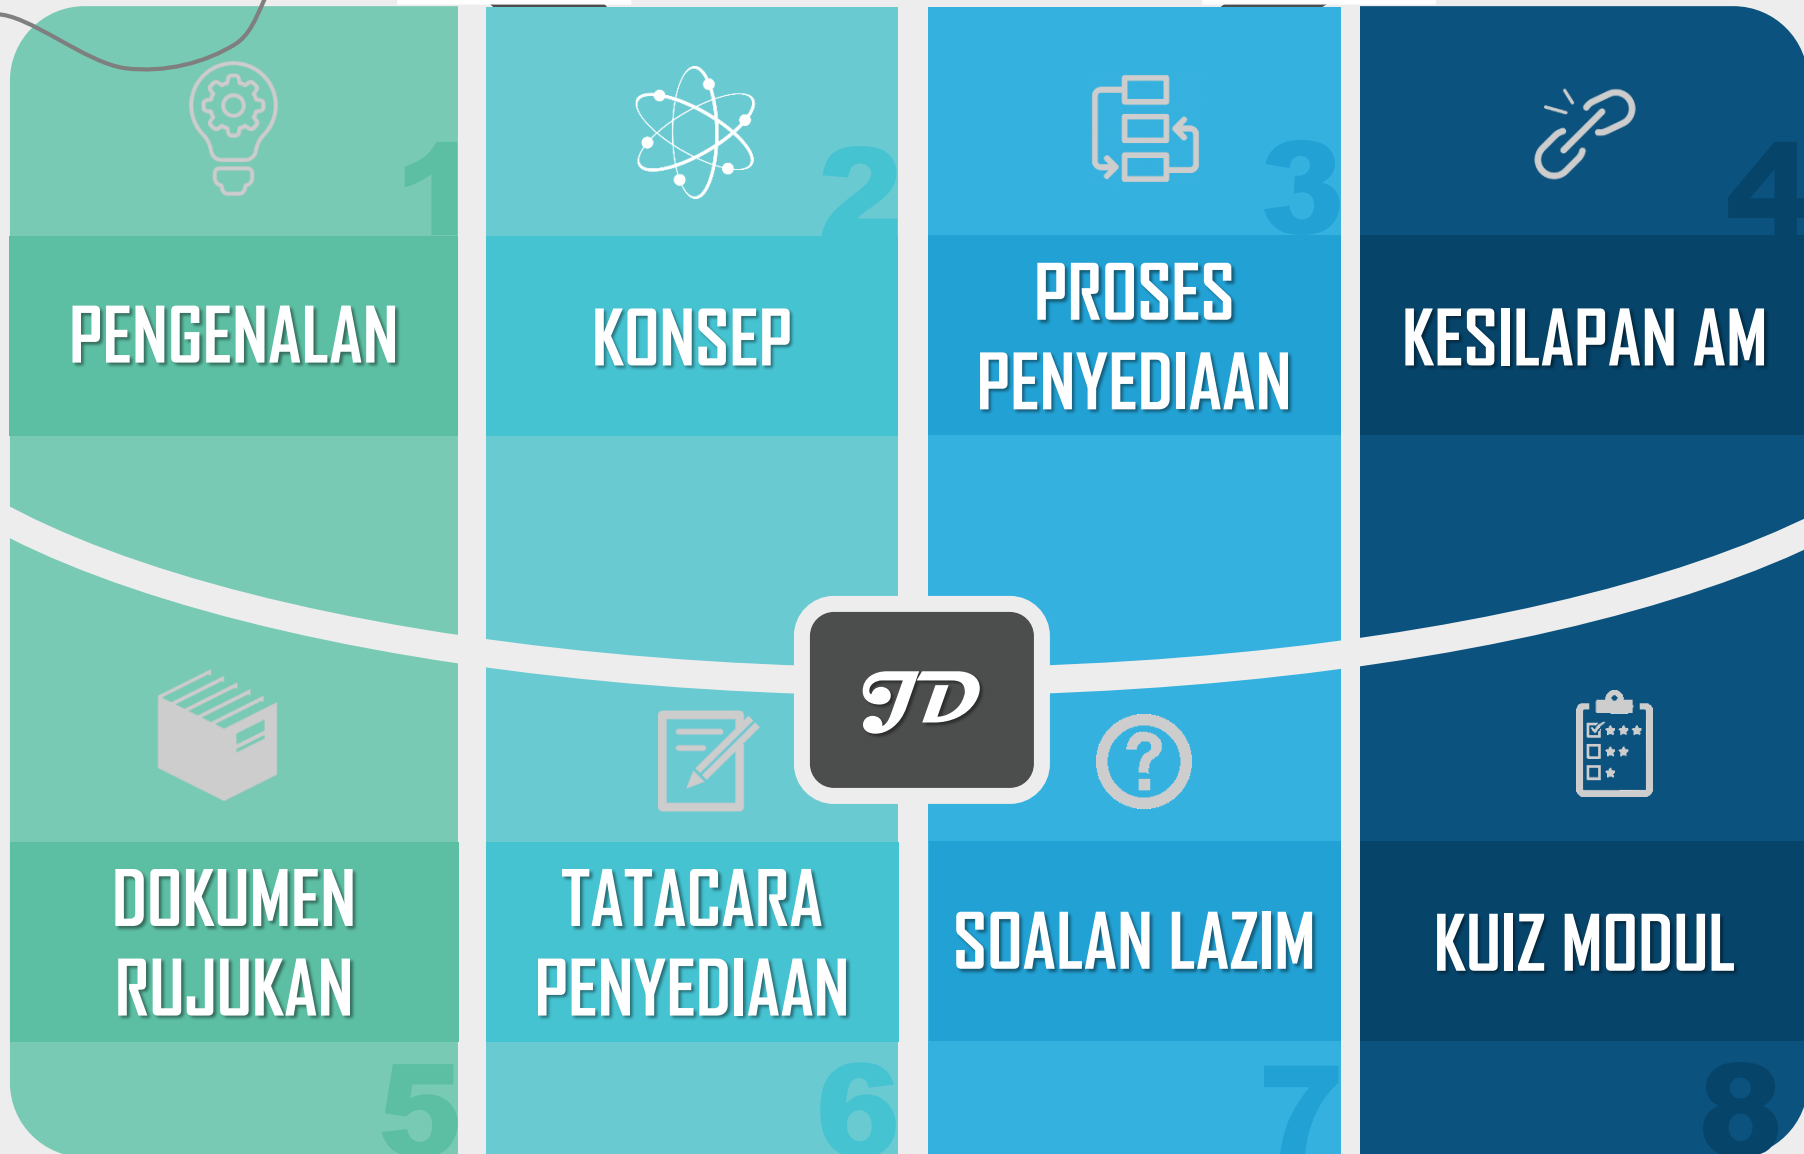 1
PENGENALAN
2
KONSEP
3
PROSES
PENYEDIAAN
4
KESILAPAN AM
JD
DOKUMEN
RUJUKAN
5
TATACARA
PENYEDIAAN
6
SOALAN LAZIM
7
KUIZ MODUL
8